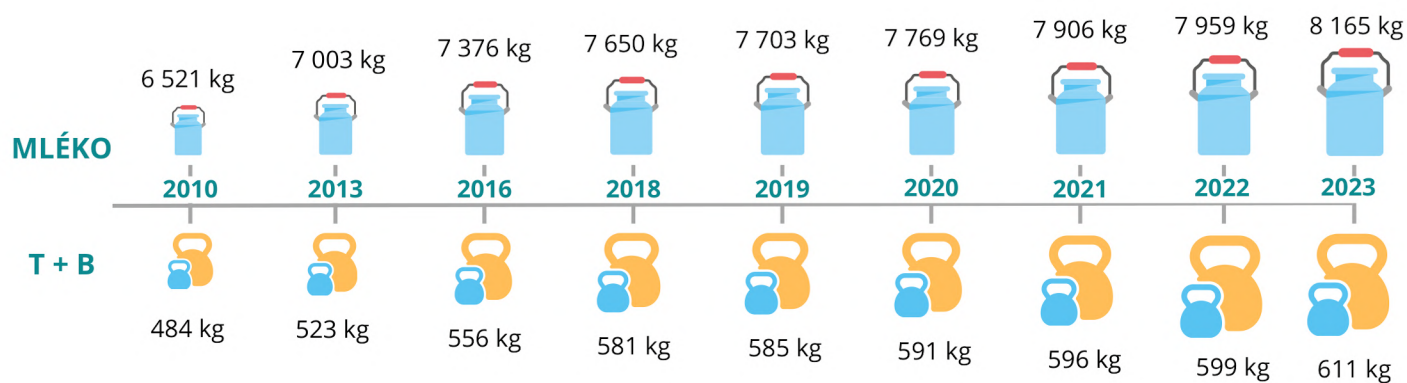 6 521 kg
7 003 kg
7 376 kg
7 650 kg
7 703 kg
7 769 kg
7 906 kg
7 959 kg
8 165 kg
MLÉKO
2010
2013
2016
2018
2019
2020
2021
2022
2023
T + B
484 kg
523 kg
556 kg
581 kg
585 kg
591 kg
596 kg
599 kg
611 kg